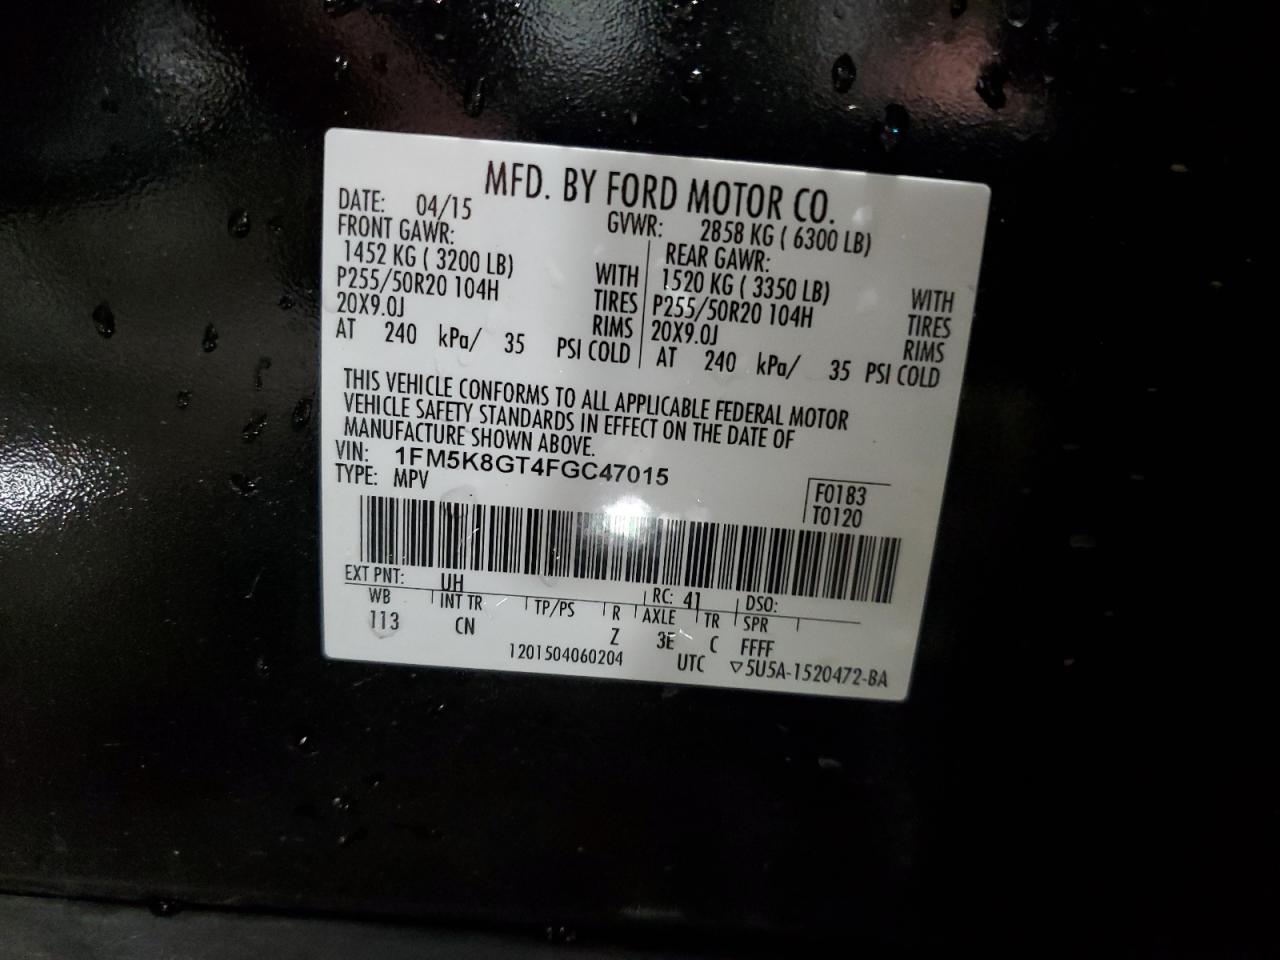 MFD. BY FORD MOTOR CO.
DATE: 04/15 GVWR: 2858 KG ( 6300 LB)
FRONT GAWR: REAR GAWR:
1452 KG ( 3200 LB) WITH 1520 KG ( 3350 LB) WITH
P255/50R20 104H TIRES P255/50R20 104H TIRES
20X9.0J RIMS 20X9.0J RIMS
AT 240 kPa/ 35 PSI COLD AT 240 kPa/ 35 PSI COLD
THIS VEHICLE CONFORMS TO ALL APPLICABLE FEDERAL MOTOR
VEHICLE SAFETY STANDARDS IN EFFECT ON THE DATE OF
MANUFACTURE SHOWN ABOVE.
VIN: 1FM5K8GT4FGC47015
TYPE: MPV
F0183
T0120
EXT PNT: UH RC: 41 DSO:
WB INT TR TP/PS R AXLE TR SPR
113 CN Z 3E C FFFF
1201504060204 UTC ▽5U5A-1520472-BA